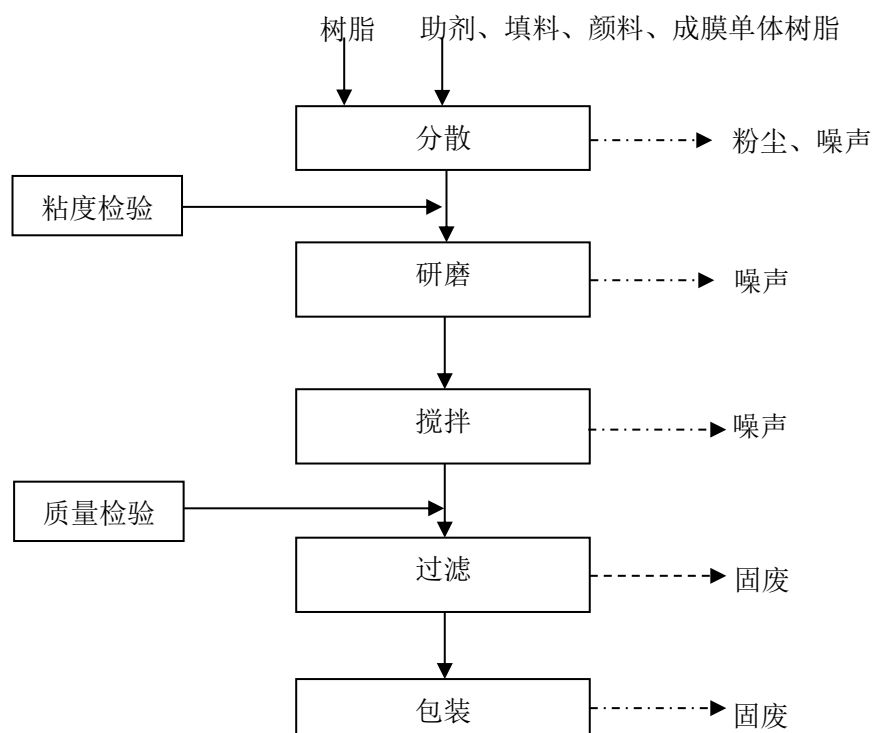 树脂
助剂、填料、颜料、成膜单体树脂
分散
粉尘、噪声
粘度检验
研磨
噪声
搅拌
噪声
质量检验
过滤
固废
包装
固废